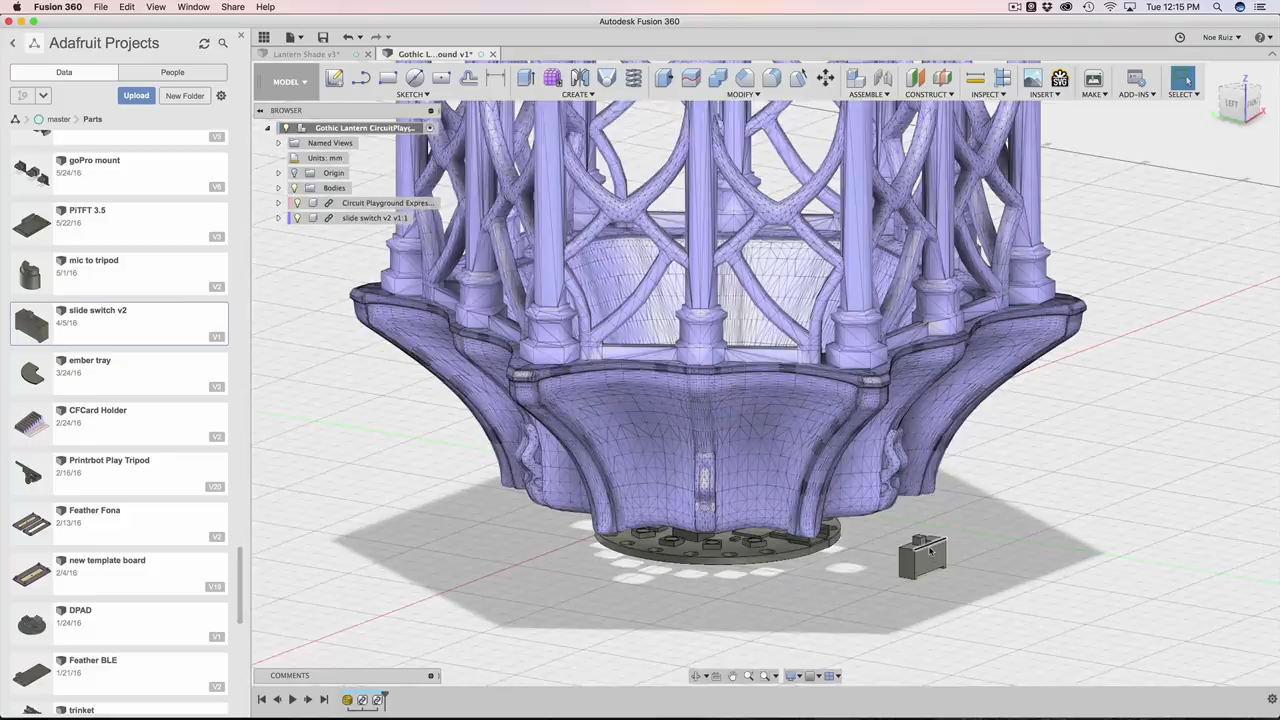 Fusion 360 File Edit View Window Share Help
Tue 12:15 PM
Autodesk Fusion 360
Adafruit Projects
Lantern Shade v3*
Gothic L...ound v1*
Noe Ruiz
Data People
Upload New Folder
master Parts
MODEL
SKETCH CREATE MODIFY ASSEMBLE CONSTRUCT INSPECT INSERT MAKE ADD-INS SELECT
LEFT
Z
BROWSER
Gothic Lantern CircuitPlayg...
Named Views
Units: mm
Origin
Bodies
Circuit Playground Expres...
slide switch v2 v1:1
V3
goPro mount
5/24/16
V6
PiTFT 3.5
5/22/16
V3
mic to tripod
5/1/16
V2
slide switch v2
4/5/16
V1
ember tray
3/24/16
V2
CFCard Holder
2/24/16
V2
Printrbot Play Tripod
2/16/16
V20
Feather Fona
2/13/16
V2
new template board
2/4/16
V19
DPAD
1/24/16
V1
Feather BLE
1/21/16
V2
trinket
COMMENTS